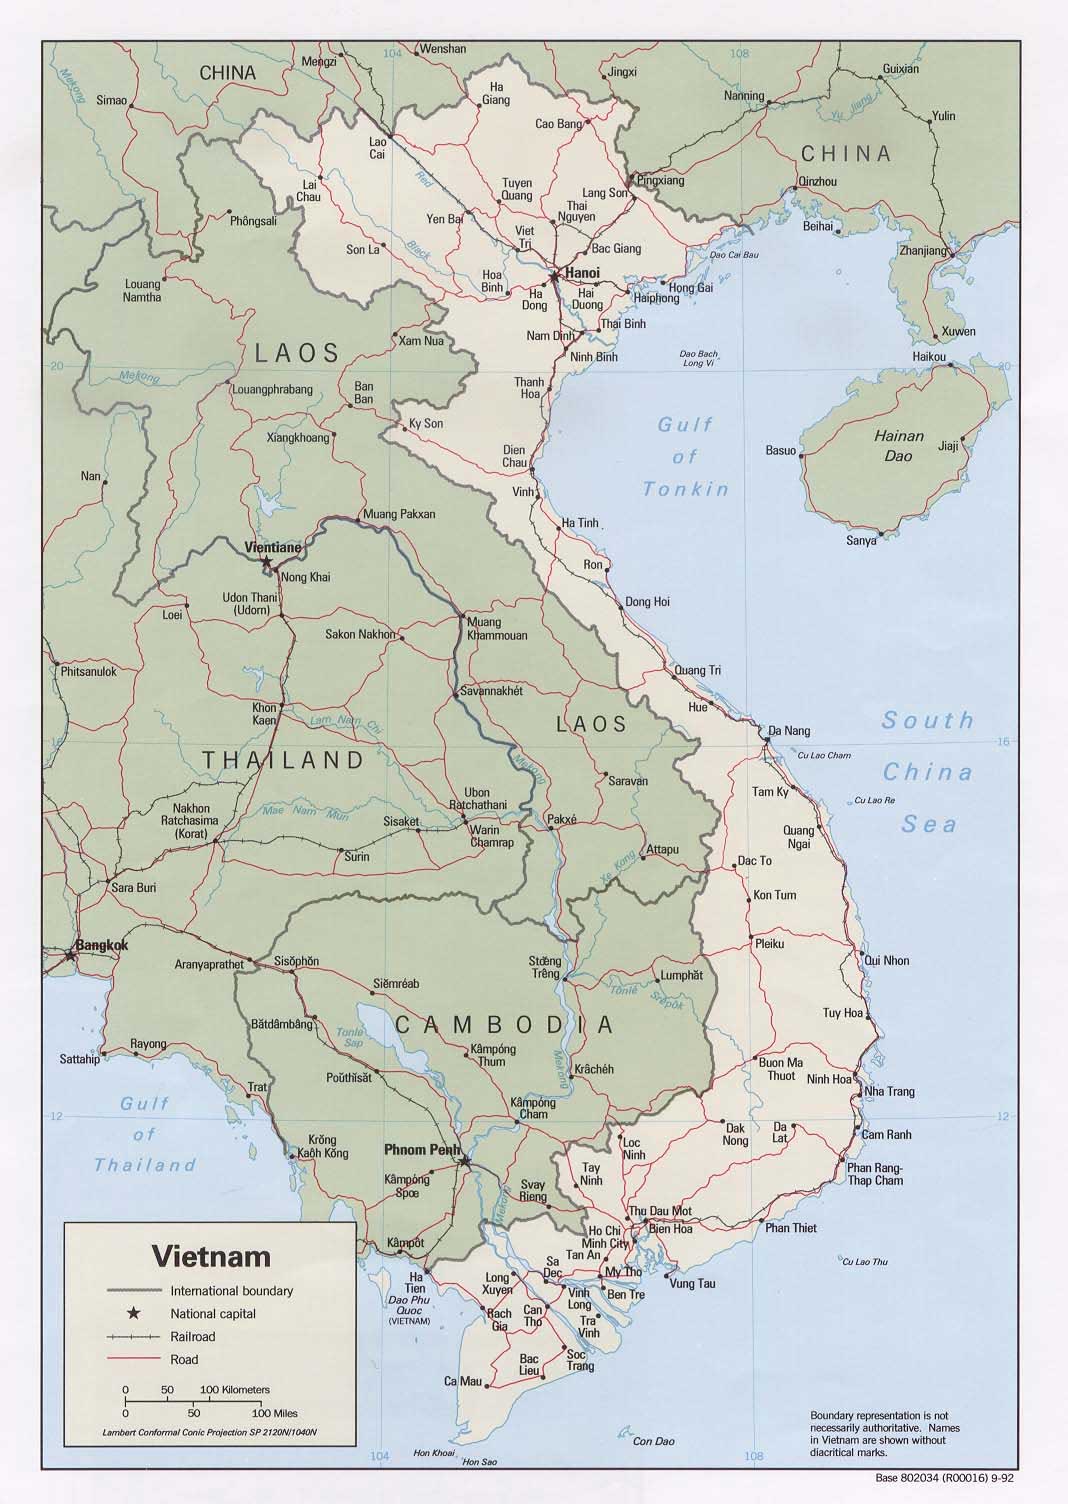 104
108
Wenshan
Mengzi
CHINA
Jingxi
Guixian
Mekong
Simao
Ha
Giang
Nanning
Yu Jiang
Yulin
Cao Bang
Lao
Cai
CHINA
Red
Pingxiang
Qinzhou
Lai
Chau
Tuyen
Quang
Lang Son
Thai
Nguyen
Phôngsali
Yen Bai
Viet
Tri
Beihai
Son La
Black
Bac Giang
Dao Cai Bau
Zhanjiang
Louang
Namtha
Hoa
Binh
Hanoi
Ha
Dong
Hai
Duong
Hong Gai
Haiphong
Nam Dinh
Thai Binh
Xuwen
LAOS
Xam Nua
Ninh Binh
Dao Bach
Long Vi
Haikou
20
20
Mekong
Louangphrabang
Ban
Ban
Thanh
Hoa
Ky Son
Gulf
of
Tonkin
Xiangkhoang
Basuo
Hainan
Dao
Jiaji
Dien
Chau
Nan
Vinh
Muang Pakxan
Ha Tinh
Sanya
Vientiane
Nong Khai
Ron
Udon Thani
(Udorn)
Loei
Dong Hoi
Sakon Nakhon
Muang
Khammouan
Phitsanulok
Quang Tri
Savannakhét
Khon
Kaen
Lam Nam Chi
Hue
LAOS
Da Nang
South
China
Sea
16
16
THAILAND
Mekong
Cu Lao Cham
Saravan
Tam Ky
Cu Lao Re
Ubon
Ratchathani
Nakhon
Ratchasima
(Korat)
Mae Nam Mun
Sisaket
Warin
Chamrap
Pakxé
Quang
Ngai
Surin
Xe Kong
Attapu
Dac To
Sara Buri
Kon Tum
Bangkok
Pleiku
Aranyaprathet
Sisŏphŏn
Stœ̆ng
Trêng
Lumphăt
Qui Nhon
Siĕmréab
Tônlé Srêpôk
CAMBODIA
Tuy Hoa
Bătdâmbâng
Tonle
Sap
Kâmpóng
Thum
Sattahip
Rayong
Poŭthĭsăt
Mekong
Krâchéh
Buon Ma
Thuot
Ninh Hoa
Trat
Nha Trang
Gulf
of
Thailand
Kâmpóng
Cham
12
12
Dak
Nong
Da
Lat
Cam Ranh
Krŏng
Kaôh Kŏng
Phnom Penh
Loc
Ninh
Phan Rang-
Thap Cham
Kâmpóng
Spœ
Tay
Ninh
Svay
Rieng
Mekong
Thu Dau Mot
Bien Hoa
Phan Thiet
Ho Chi
Minh City
Kâmpôt
Tan An
Cu Lao Thu
Ha
Tien
Long
Xuyen
Sa
Dec
My Tho
Vung Tau
Dao Phu
Quoc
(VIETNAM)
Vinh
Long
Ben Tre
Rach
Gia
Can
Tho
Tra
Vinh
Bac
Lieu
Soc
Trang
Ca Mau
Con Dao
Hon Khoai
Hon Sao
104
108
Vietnam
International boundary
National capital
Railroad
Road
0 50 100 Kilometers
0 50 100 Miles
Lambert Conformal Conic Projection SP 2120N/1040N
Boundary representation is not
necessarily authoritative. Names
in Vietnam are shown without
diacritical marks.
Base 802034 (R00016) 9-92